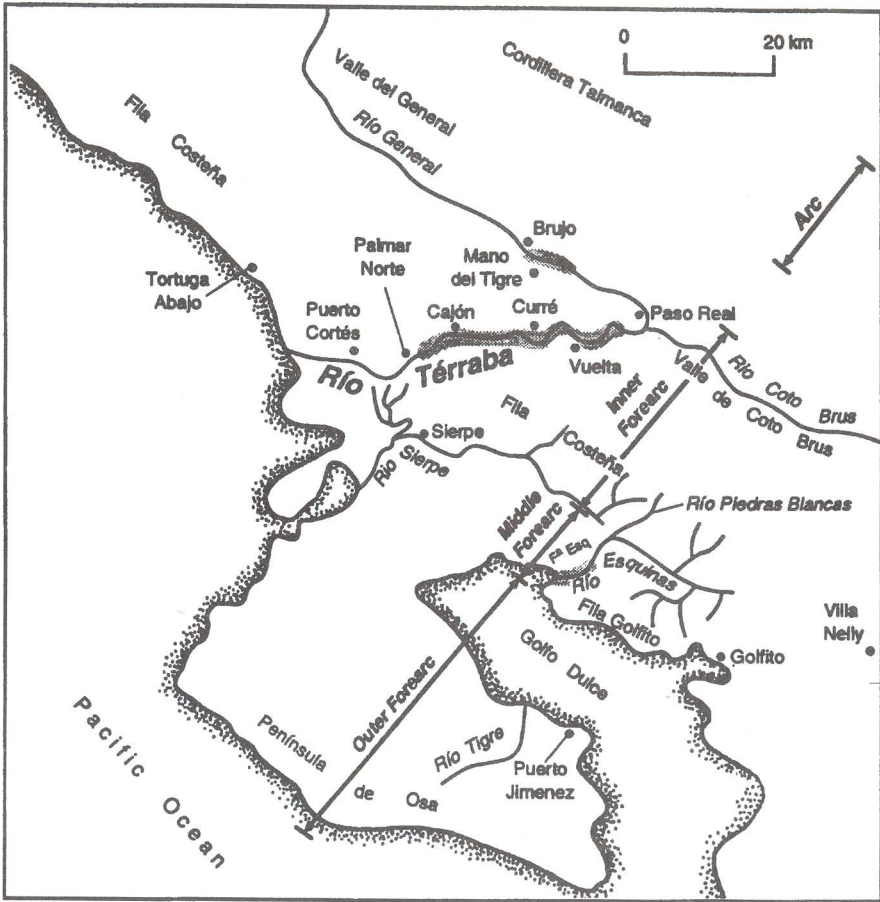 0 20 km
Cordillera Talmanca
Valle del General
Río General
Fila
Costeña
Arc
Brujo
Palmar
Norte
Mano
del Tigre
Tortuga
Abajo
Puerto
Cortés
Cajón
Curré
Paso Real
Río Térraba
Vuelta
Río Coto Brus
Valle de Coto Brus
Inner
Forearc
Fila
Costeña
Sierpe
Río Sierpe
Middle
Forearc
Río Piedras Blancas
Fª Esq
Río Esquinas
Fila Golfito
Villa
Nelly
Golfito
Golfo Dulce
Outer Forearc
Península
de Osa
Río Tigre
Puerto
Jimenez
Pacific Ocean